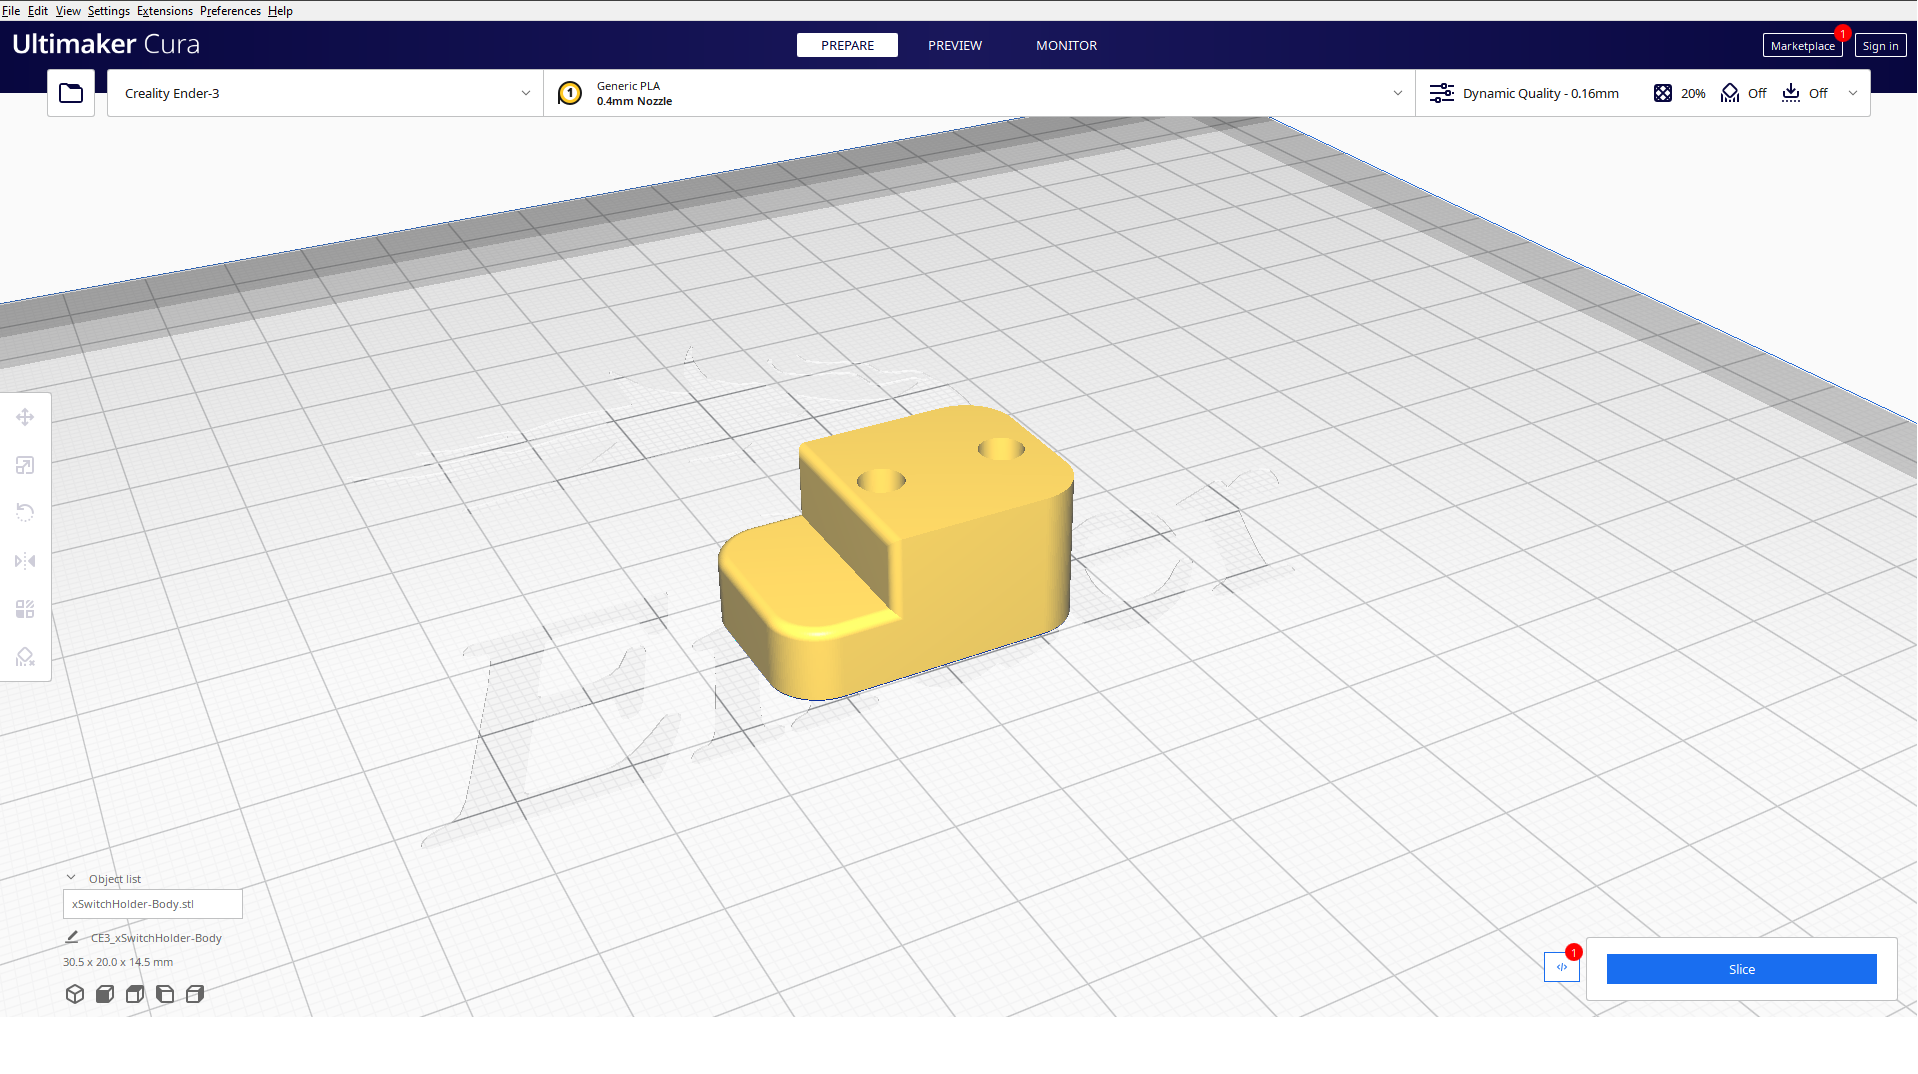 File Edit View Settings Extensions Preferences Help
Ultimaker Cura
PREPARE
PREVIEW
MONITOR
Marketplace
1
Sign in
Creality Ender-3
1
Generic PLA
0.4mm Nozzle
Dynamic Quality - 0.16mm
20%
Off
Off
Object list
xSwitchHolder-Body.stl
CE3_xSwitchHolder-Body
30.5 x 20.0 x 14.5 mm
</>
1
Slice